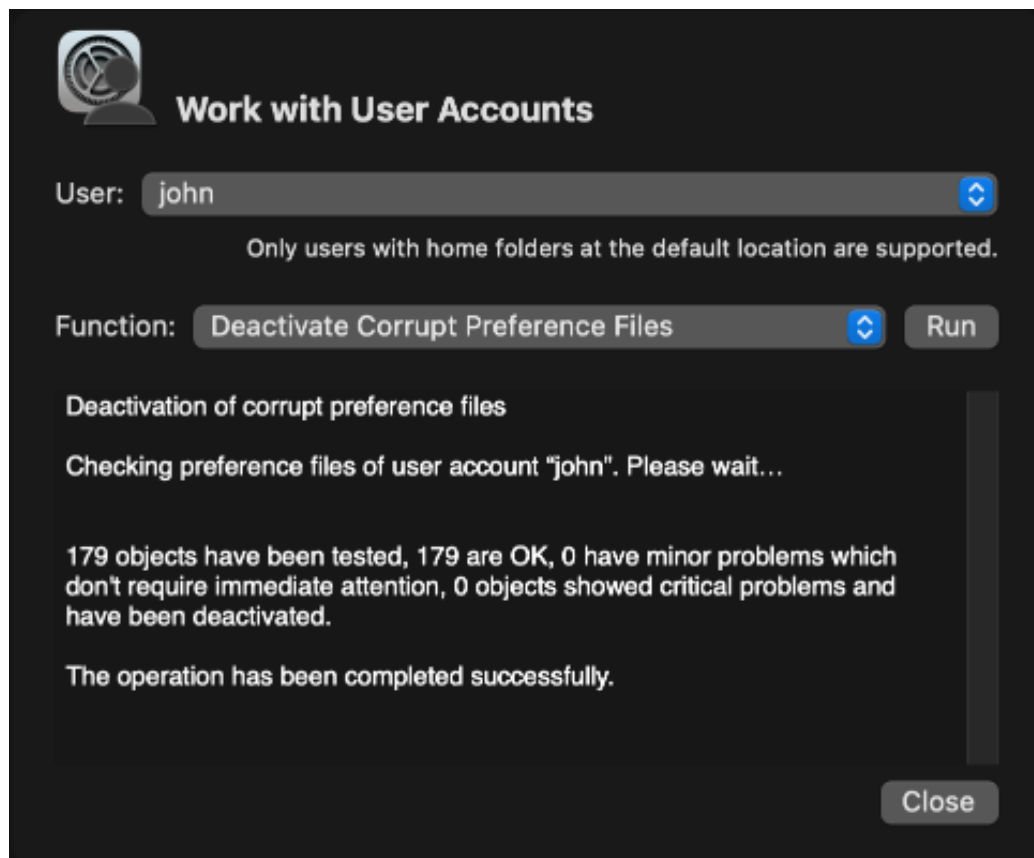 Work with User Accounts
User: john
Only users with home folders at the default location are supported.
Function: Deactivate Corrupt Preference Files Run
Deactivation of corrupt preference files
Checking preference files of user account “john”. Please wait…
179 objects have been tested, 179 are OK, 0 have minor problems which
don't require immediate attention, 0 objects showed critical problems and
have been deactivated.
The operation has been completed successfully.
Close